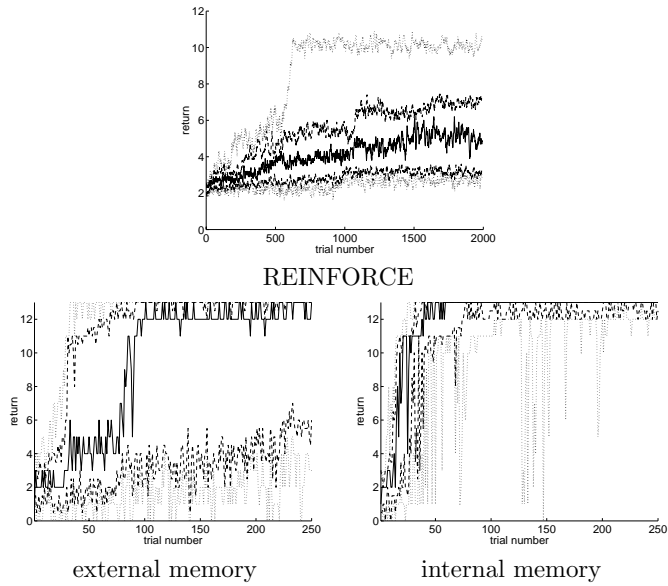 12
10
8
6
4
2
0
return
0 500 1000 1500 2000
trial number
REINFORCE
12
10
8
6
4
2
0
return
50 100 150 200 250
trial number
external memory
12
10
8
6
4
2
0
return
50 100 150 200 250
trial number
internal memory